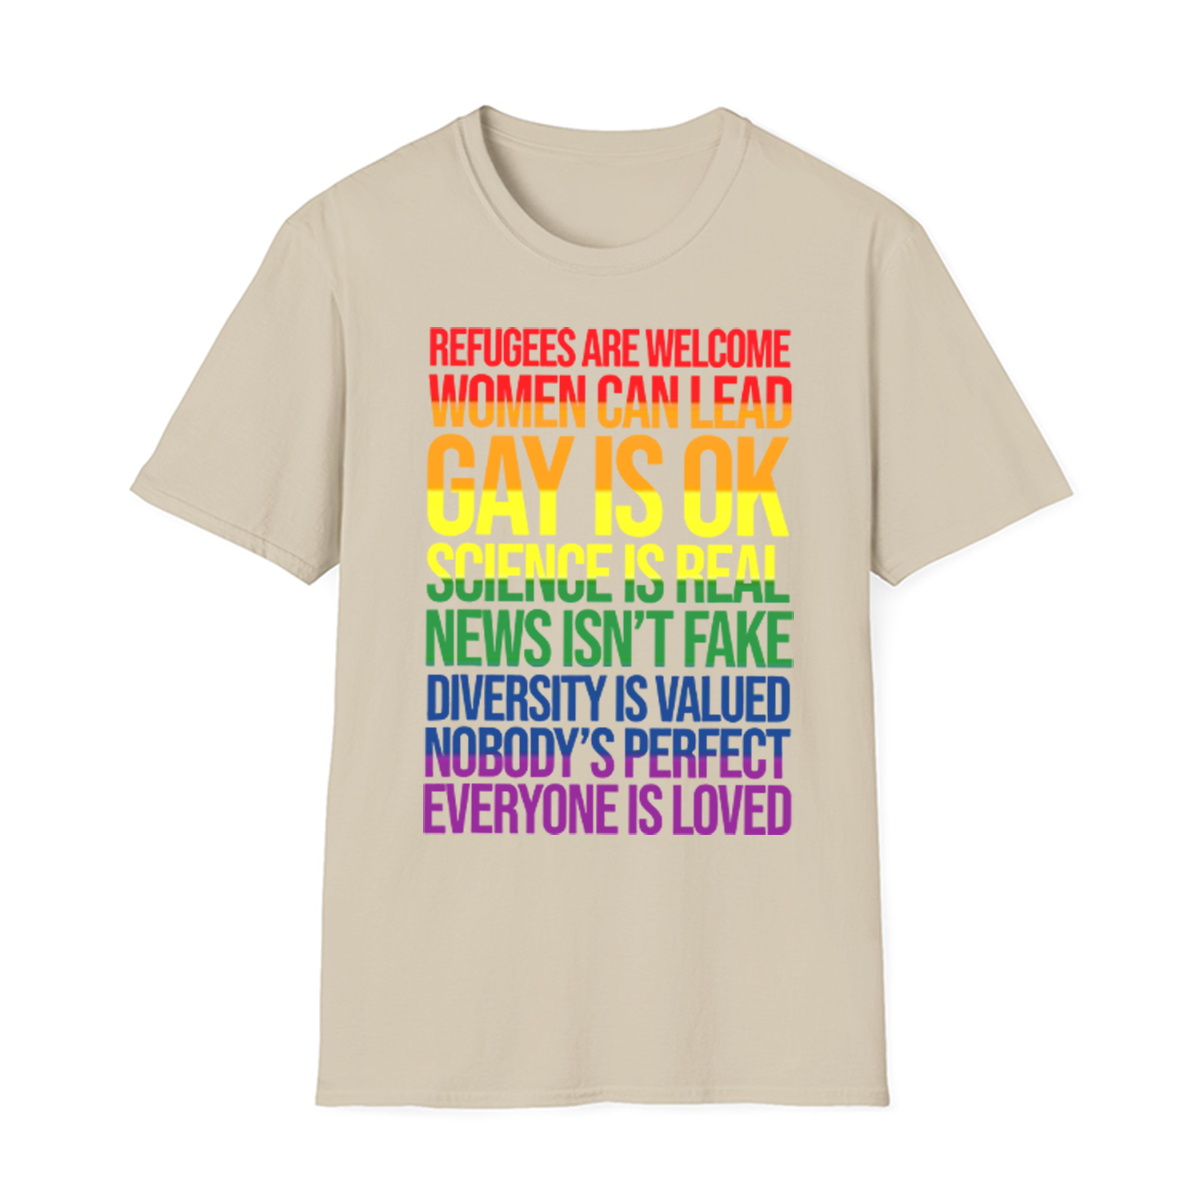 REFUGEES ARE WELCOME
WOMEN CAN LEAD
GAY IS OK
SCIENCE IS REAL
NEWS ISN'T FAKE
DIVERSITY IS VALUED
NOBODY'S PERFECT
EVERYONE IS LOVED